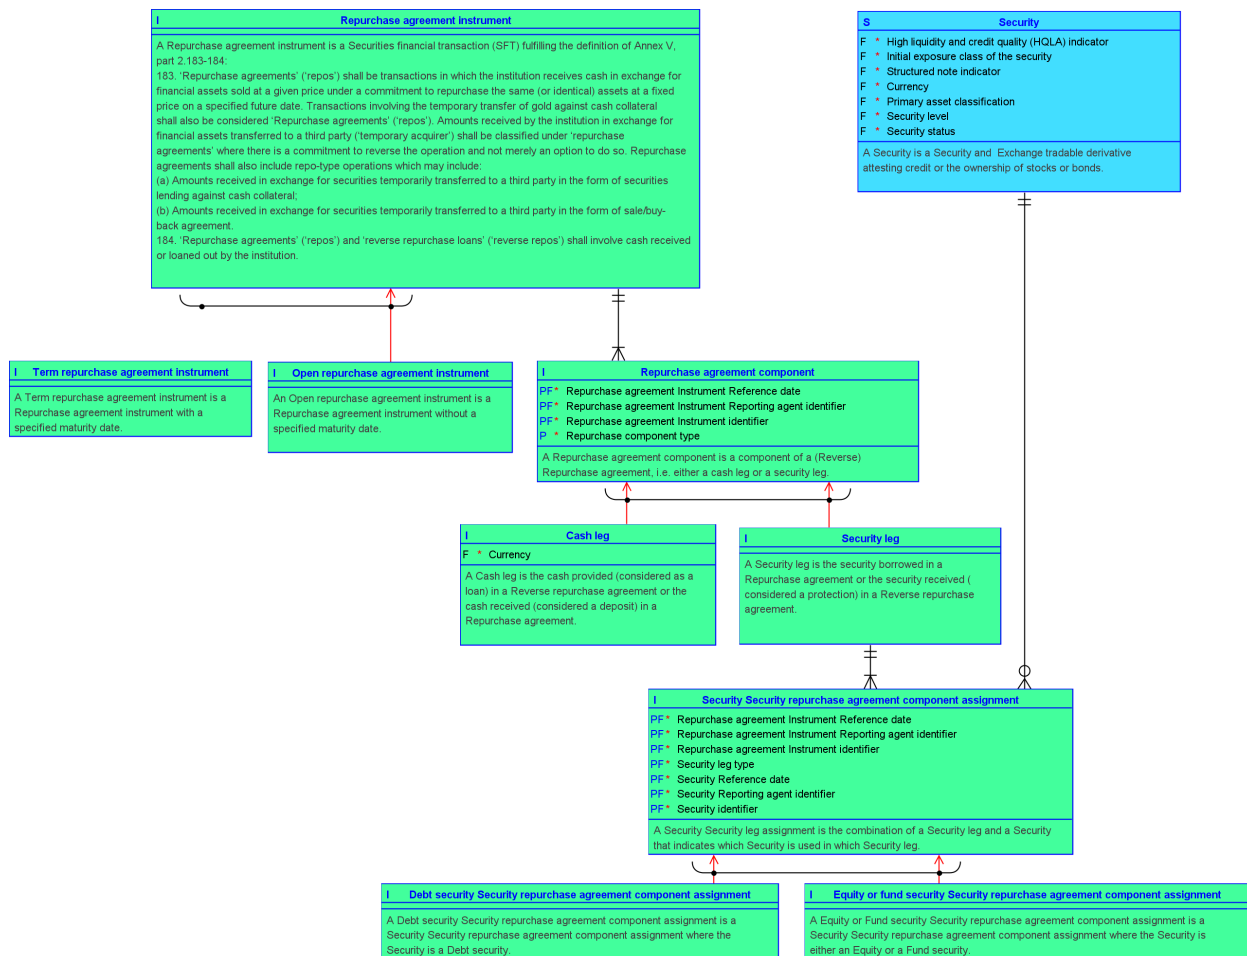 I Repurchase agreement instrument
A Repurchase agreement instrument is a Securities financial transaction (SFT) fulfilling the definition of Annex V,
part 2.183-184:
183. ‘Repurchase agreements’ (‘repos’) shall be transactions in which the institution receives cash in exchange for
financial assets sold at a given price under a commitment to repurchase the same (or identical) assets at a fixed
price on a specified future date. Transactions involving the temporary transfer of gold against cash collateral
shall also be considered ‘Repurchase agreements’ (‘repos’). Amounts received by the institution in exchange for
financial assets transferred to a third party (‘temporary acquirer’) shall be classified under ‘repurchase
agreements’ where there is a commitment to reverse the operation and not merely an option to do so. Repurchase
agreements shall also include repo-type operations which may include:
(a) Amounts received in exchange for securities temporarily transferred to a third party in the form of securities
lending against cash collateral;
(b) Amounts received in exchange for securities temporarily transferred to a third party in the form of sale/buy-
back agreement.
184. ‘Repurchase agreements’ (‘repos’) and ‘reverse repurchase loans’ (‘reverse repos’) shall involve cash received
or loaned out by the institution.
S Security
F * High liquidity and credit quality (HQLA) indicator
F * Initial exposure class of the security
F * Structured note indicator
F * Currency
F * Primary asset classification
F * Security level
F * Security status
A Security is a Security and Exchange tradable derivative
attesting credit or the ownership of stocks or bonds.
I Term repurchase agreement instrument
A Term repurchase agreement instrument is a
Repurchase agreement instrument with a
specified maturity date.
I Open repurchase agreement instrument
An Open repurchase agreement instrument is a
Repurchase agreement instrument without a
specified maturity date.
I Repurchase agreement component
PF * Repurchase agreement Instrument Reference date
PF * Repurchase agreement Instrument Reporting agent identifier
PF * Repurchase agreement Instrument identifier
P * Repurchase component type
A Repurchase agreement component is a component of a (Reverse)
Repurchase agreement, i.e. either a cash leg or a security leg.
I Cash leg
F * Currency
A Cash leg is the cash provided (considered as a
loan) in a Reverse repurchase agreement or the
cash received (considered a deposit) in a
Repurchase agreement.
I Security leg
A Security leg is the security borrowed in a
Repurchase agreement or the security received (
considered a protection) in a Reverse repurchase
agreement.
I Security Security repurchase agreement component assignment
PF * Repurchase agreement Instrument Reference date
PF * Repurchase agreement Instrument Reporting agent identifier
PF * Repurchase agreement Instrument identifier
PF * Security leg type
PF * Security Reference date
PF * Security Reporting agent identifier
PF * Security identifier
A Security Security leg assignment is the combination of a Security leg and a Security
that indicates which Security is used in which Security leg.
I Debt security Security repurchase agreement component assignment
A Debt security Security repurchase agreement component assignment is a
Security Security repurchase agreement component assignment where the
Security is a Debt security.
I Equity or fund security Security repurchase agreement component assignment
A Equity or Fund security Security repurchase agreement component assignment is a
Security Security repurchase agreement component assignment where the Security is
either an Equity or a Fund security.